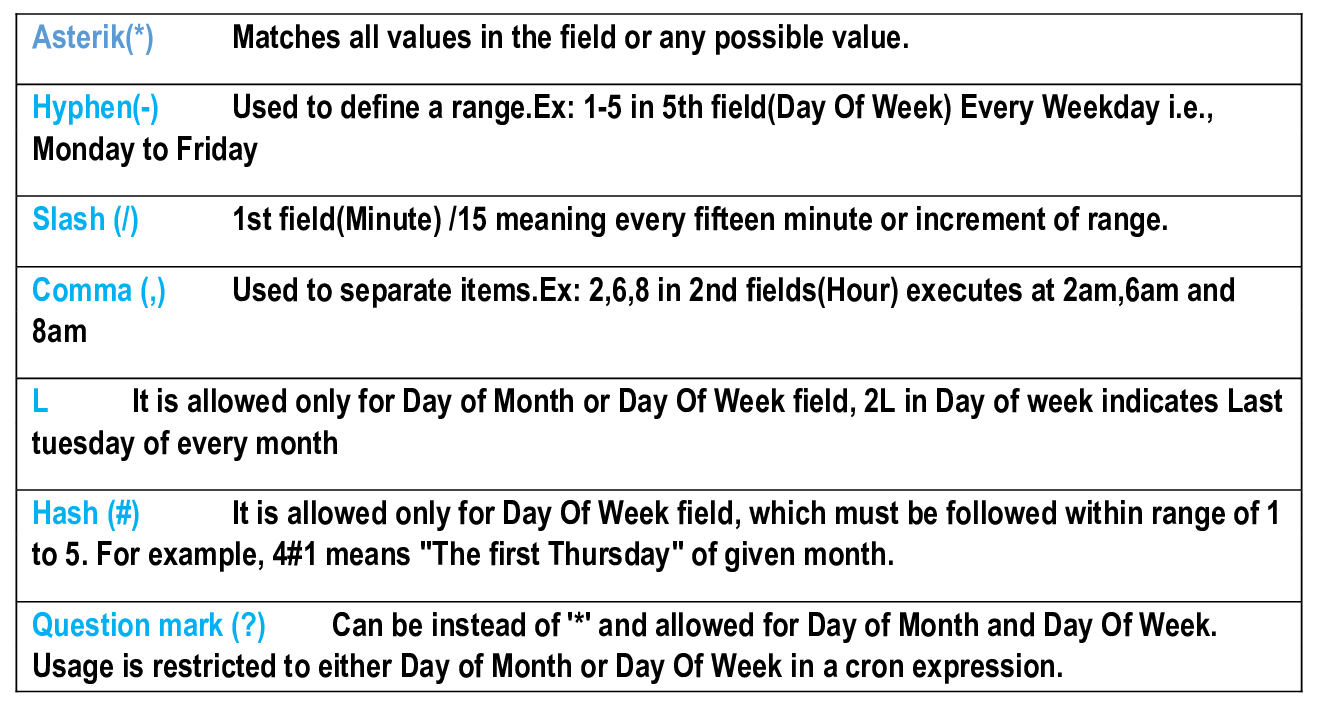 Asterik(*) Matches all values in the field or any possible value.
Hyphen(-) Used to define a range.Ex: 1-5 in 5th field(Day Of Week) Every Weekday i.e.,
Monday to Friday
Slash (/) 1st field(Minute) /15 meaning every fifteen minute or increment of range.
Comma (,) Used to separate items.Ex: 2,6,8 in 2nd fields(Hour) executes at 2am,6am and
8am
L It is allowed only for Day of Month or Day Of Week field, 2L in Day of week indicates Last
tuesday of every month
Hash (#) It is allowed only for Day Of Week field, which must be followed within range of 1
to 5. For example, 4#1 means "The first Thursday" of given month.
Question mark (?) Can be instead of '*' and allowed for Day of Month and Day Of Week.
Usage is restricted to either Day of Month or Day Of Week in a cron expression.